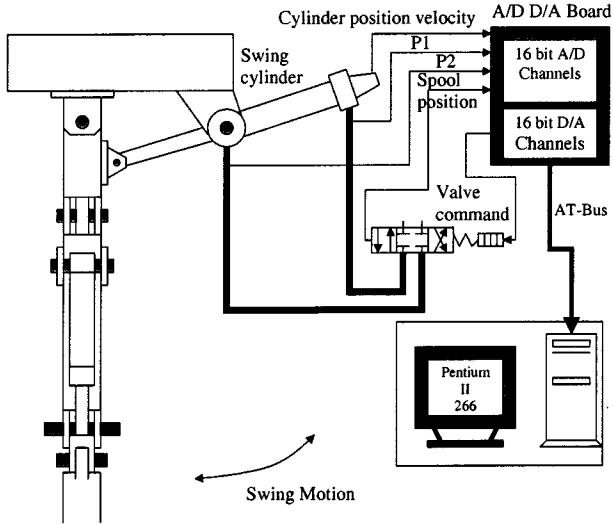 Cylinder position velocity
A/D D/A Board
P1
Swing
cylinder
P2
Spool
position
16 bit A/D
Channels
16 bit D/A
Channels
Valve
command
AT-Bus
Pentium
II
266
Swing Motion